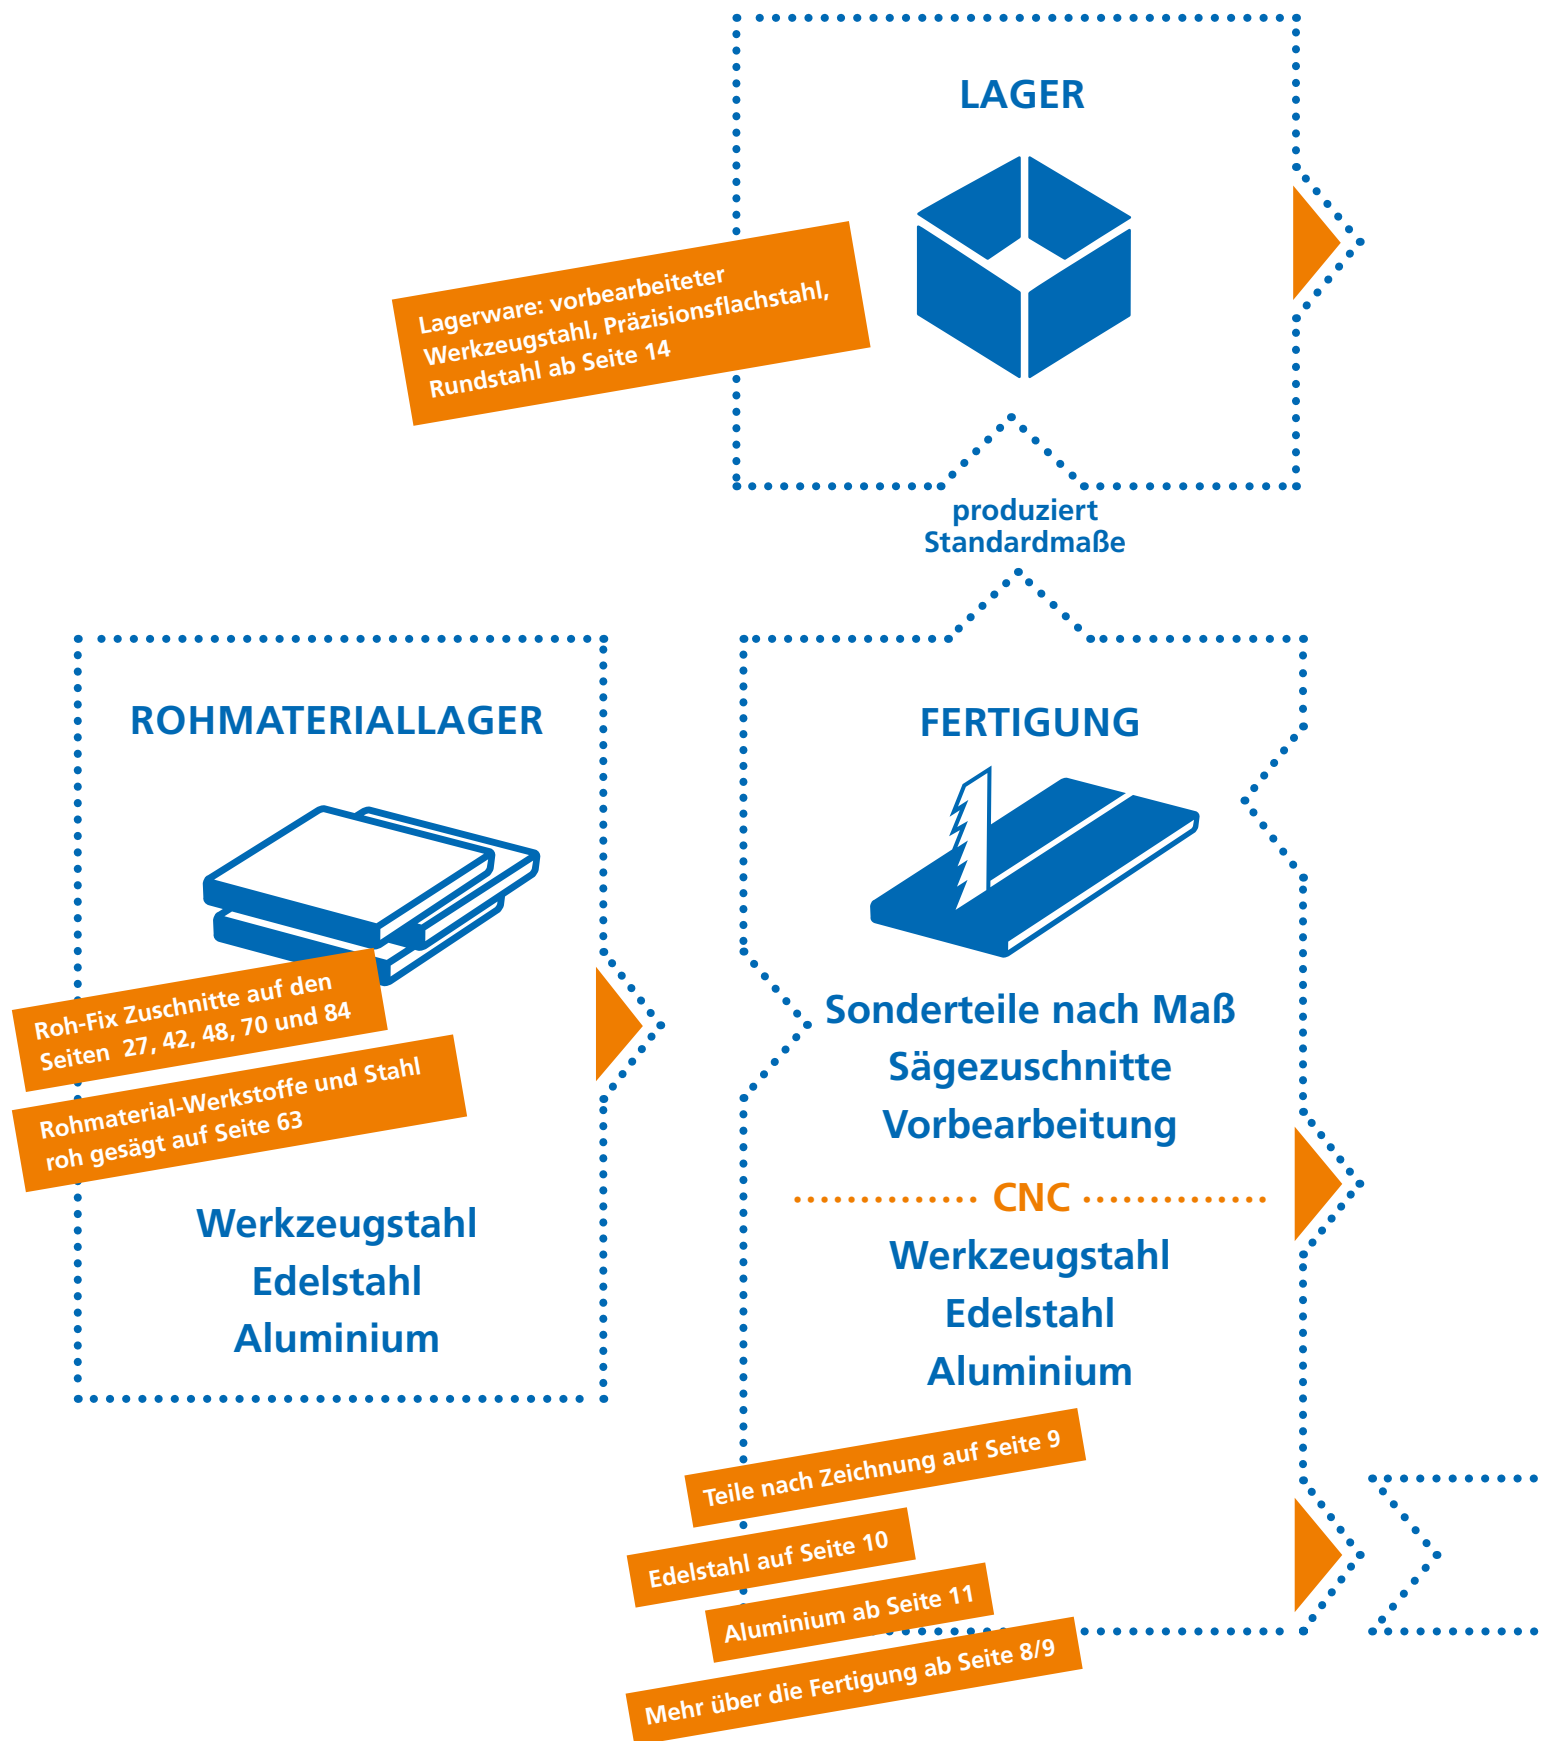 LAGER
Lagerware: vorbearbeiteter
Werkzeugstahl, Präzisionsflachstahl,
Rundstahl ab Seite 14
produziert
Standardmaße
ROHMATERIALLAGER
Roh-Fix Zuschnitte auf den
Seiten 27, 42, 48, 70 und 84
Rohmaterial-Werkstoffe und Stahl
roh gesägt auf Seite 63
Werkzeugstahl
Edelstahl
Aluminium
FERTIGUNG
Sonderteile nach Maß
Sägezuschnitte
Vorbearbeitung
CNC
Werkzeugstahl
Edelstahl
Aluminium
Teile nach Zeichnung auf Seite 9
Edelstahl auf Seite 10
Aluminium ab Seite 11
Mehr über die Fertigung ab Seite 8/9